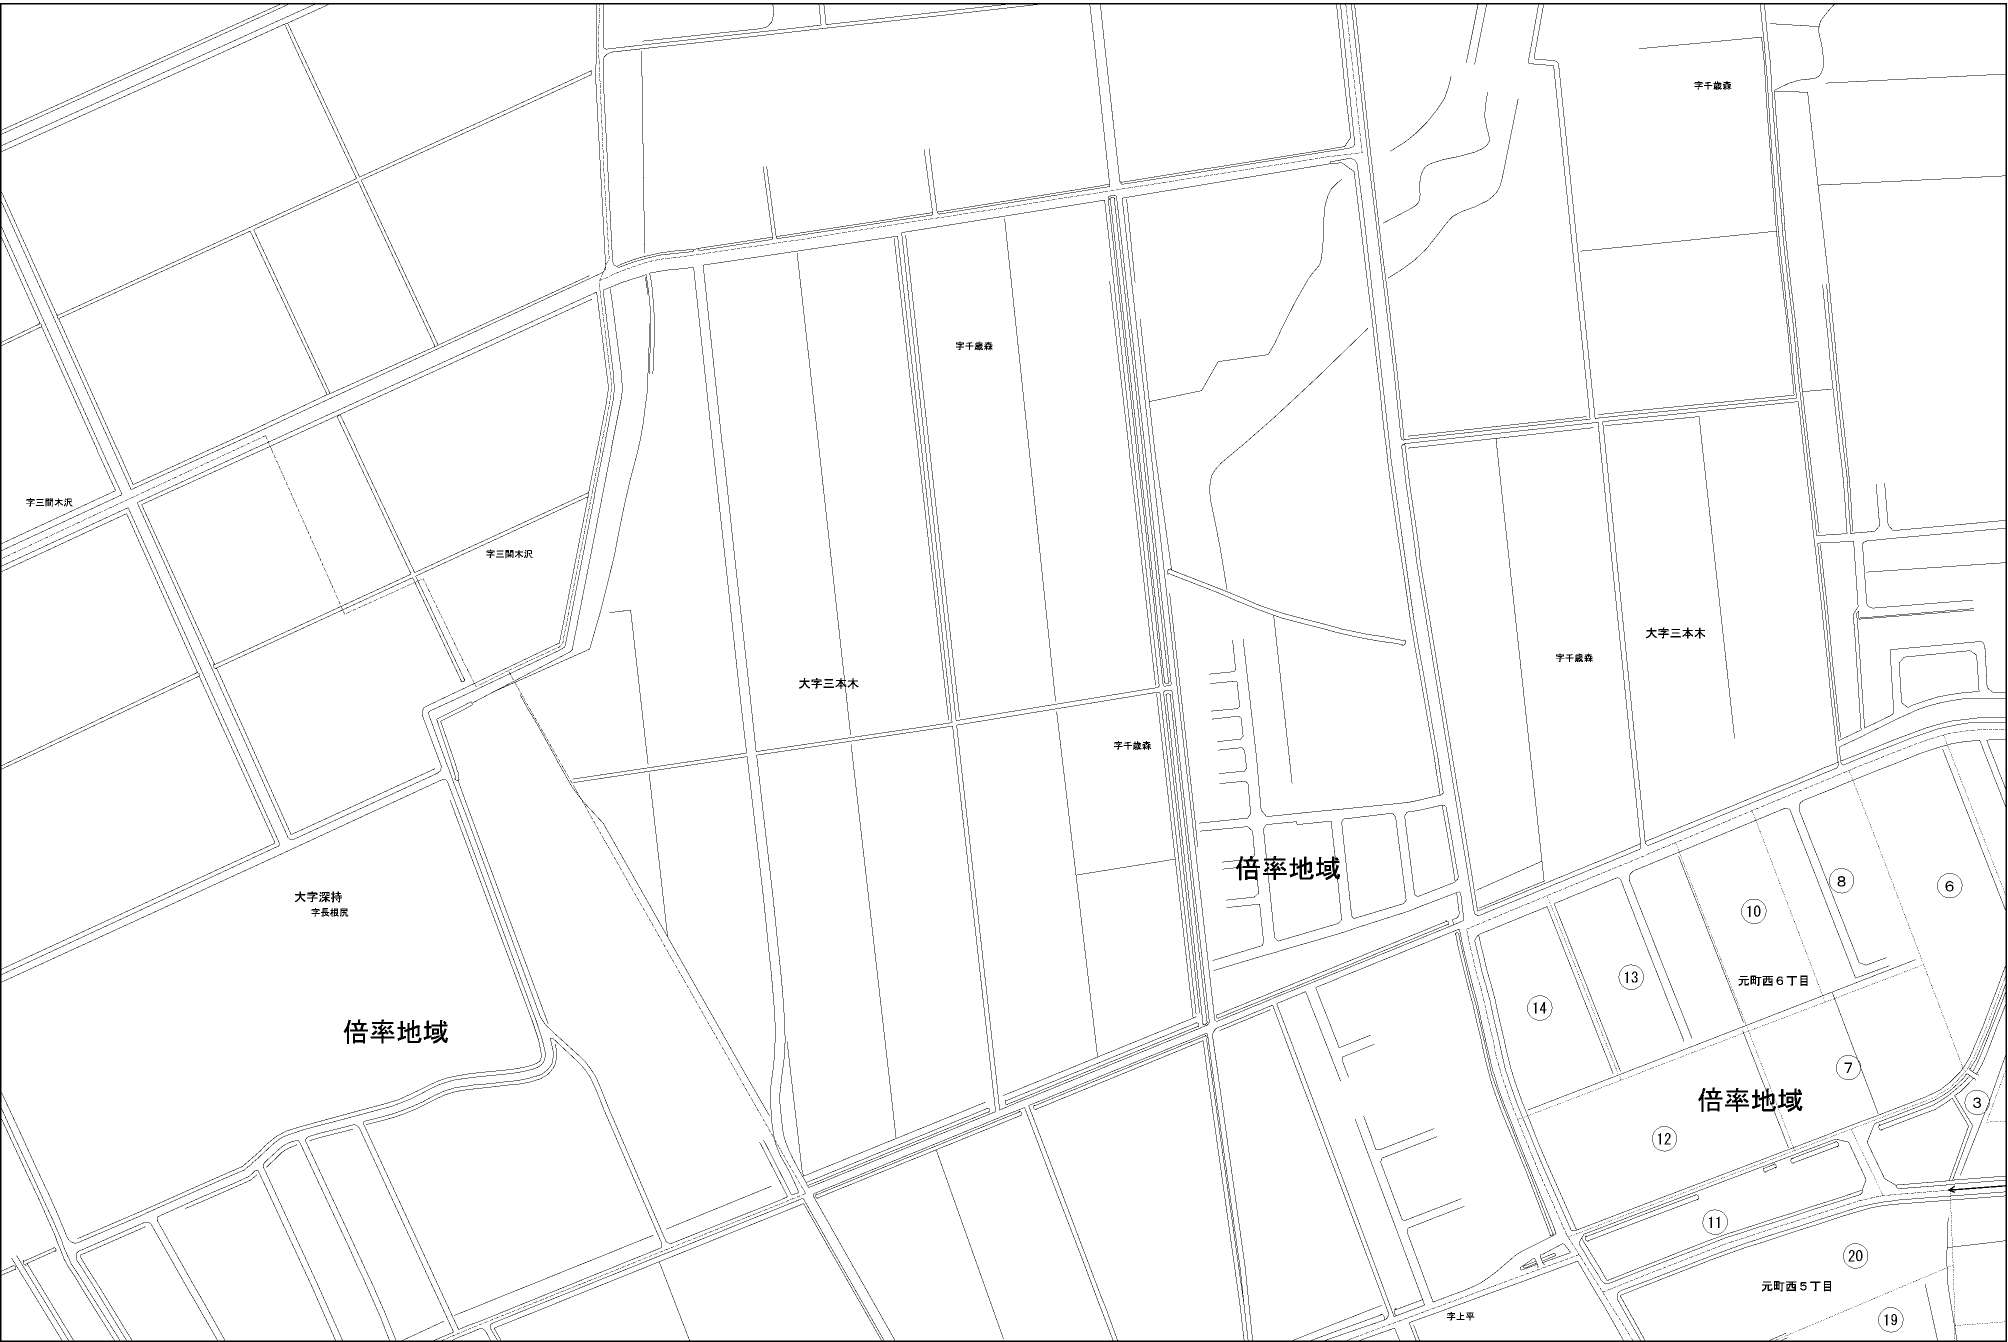 字千歳森
字千歳森
字三間木沢
字三間木沢
大字三本木
字千歳森
大字三本木
字千歳森
倍率地域
大字深持
字長根尻
倍率地域
8
6
10
13
元町西６丁目
14
7
倍率地域
3
12
11
20
元町西５丁目
字上平
19